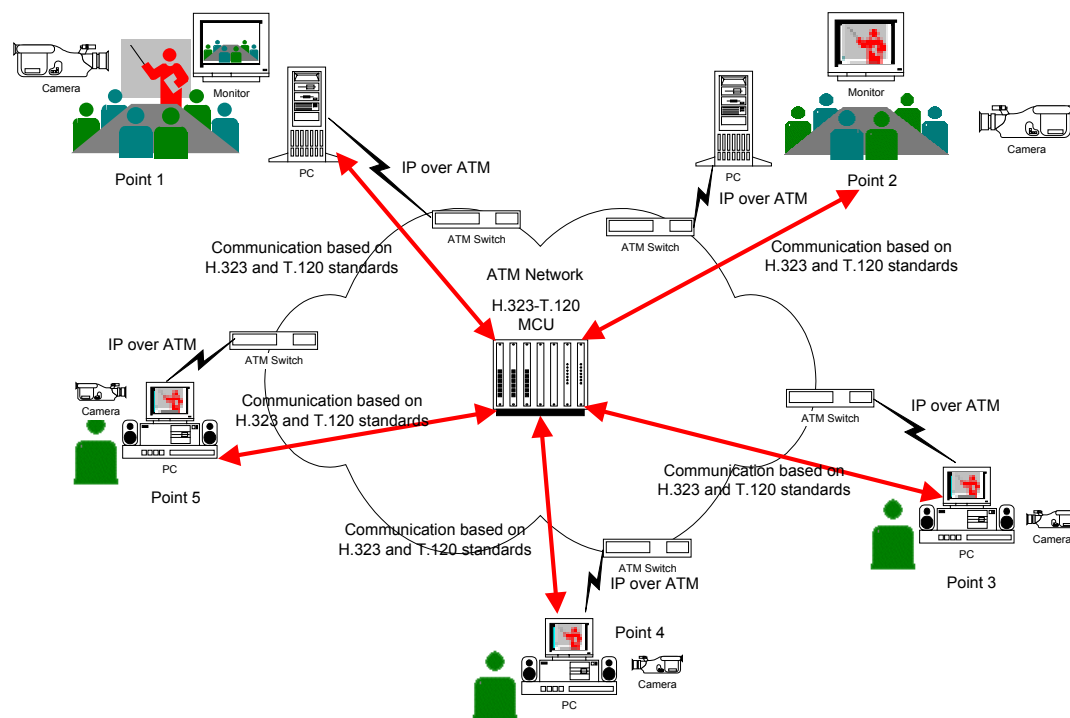 Camera
Monitor
Point 1
PC
IP over ATM
ATM Switch
Communication based on
H.323 and T.120 standards
Monitor
Camera
Point 2
PC
IP over ATM
ATM Switch
Communication based on
H.323 and T.120 standards
ATM Network
H.323-T.120
MCU
IP over ATM
ATM Switch
Camera
PC
Point 5
Communication based on
H.323 and T.120 standards
ATM Switch
IP over ATM
Communication based on
H.323 and T.120 standards
PC
Camera
Point 3
Communication based on
H.323 and T.120 standards
ATM Switch
IP over ATM
Point 4
PC
Camera